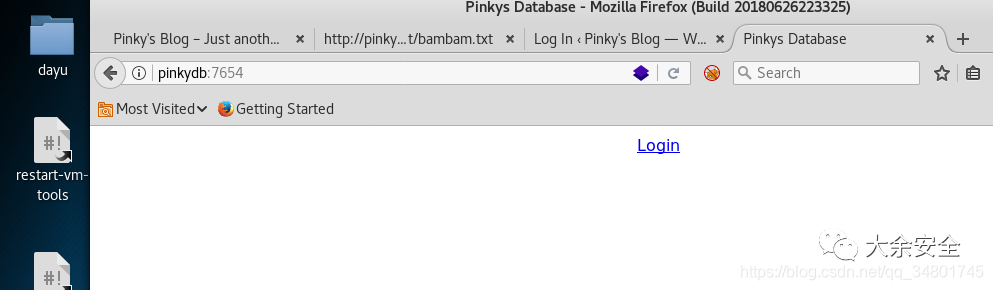 Pinkys Database - Mozilla Firefox (Build 20180626223325)
Pinky's Blog – Just anoth...
http://pinky...t/bambam.txt
Log In ‹ Pinky's Blog — W...
Pinkys Database
pinkydb:7654
Search
Most Visited
Getting Started
Login
dayu
#!
restart-vm-
tools
#!
大余安全
https://blog.csdn.net/qq_34801745